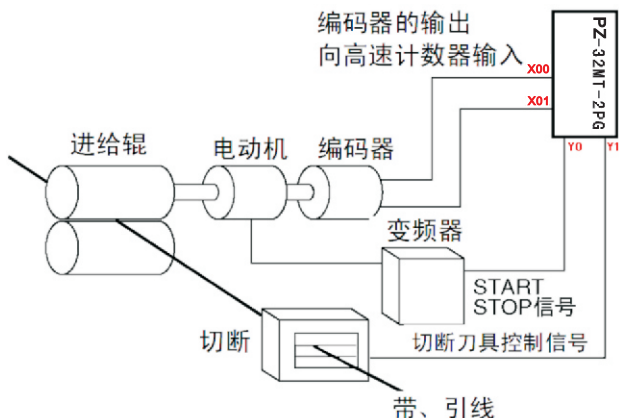 编码器的输出
向高速计数器输入
X00
X01
PZ-32MT-2PG
Y0
Y1
进给辊
电动机
编码器
变频器
START
STOP信号
切断
切断刀具控制信号
带、引线